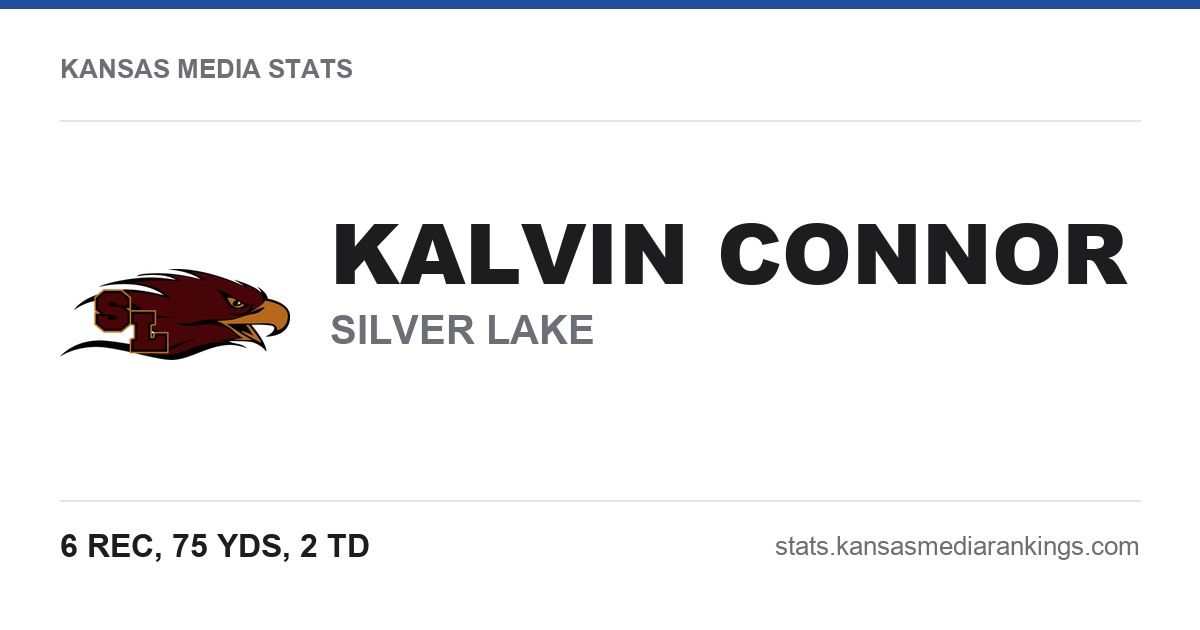 KANSAS MEDIA STATS
KALVIN CONNOR
SILVER LAKE
SL
6 REC, 75 YDS, 2 TD
stats.kansasmediarankings.com